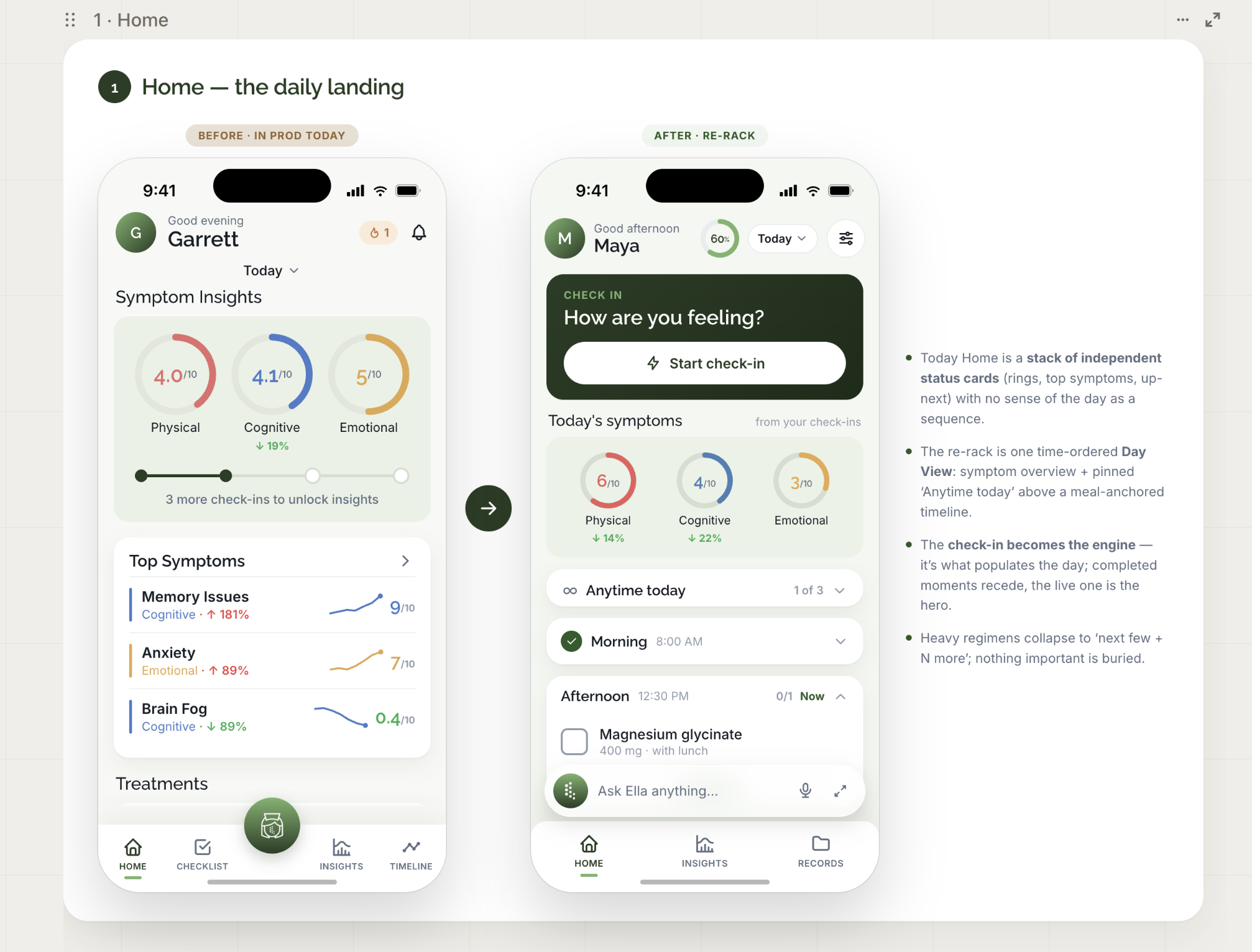 1 · Home
1
Home — the daily landing
BEFORE · IN PROD TODAY
9:41
G
Good evening
Garrett
1
Today
Symptom Insights
4.0/10
4.1/10
5/10
Physical
Cognitive
Emotional
↓ 19%
3 more check-ins to unlock insights
Top Symptoms
Memory Issues
Cognitive · ↑ 181%
9/10
Anxiety
Emotional · ↑ 89%
7/10
Brain Fog
Cognitive · ↓ 89%
0.4/10
Treatments
HOME
CHECKLIST
INSIGHTS
TIMELINE
AFTER · RE-RACK
9:41
M
Good afternoon
Maya
60%
Today
CHECK IN
How are you feeling?
Start check-in
Today's symptoms
from your check-ins
6/10
4/10
3/10
Physical
Cognitive
Emotional
↓ 14%
↓ 22%
Anytime today
1 of 3
Morning 8:00 AM
Afternoon 12:30 PM
0/1 Now
Magnesium glycinate
400 mg · with lunch
Ask Ella anything...
HOME
INSIGHTS
RECORDS
Today Home is a stack of independent
status cards (rings, top symptoms, up-
next) with no sense of the day as a
sequence.
The re-rack is one time-ordered Day
View: symptom overview + pinned
‘Anytime today’ above a meal-anchored
timeline.
The check-in becomes the engine —
it’s what populates the day; completed
moments recede, the live one is the
hero.
Heavy regimens collapse to ‘next few +
N more’; nothing important is buried.